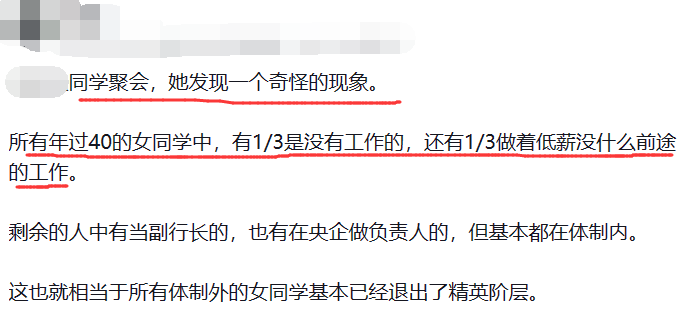 同学聚会，她发现一个奇怪的现象。
所有年过40的女同学中，有1/3是没有工作的，还有1/3做着低薪没什么前途
的工作。
剩余的人中有当副行长的，也有在央企做负责人的，但基本都在体制内。
这也就相当于所有体制外的女同学基本已经退出了精英阶层。